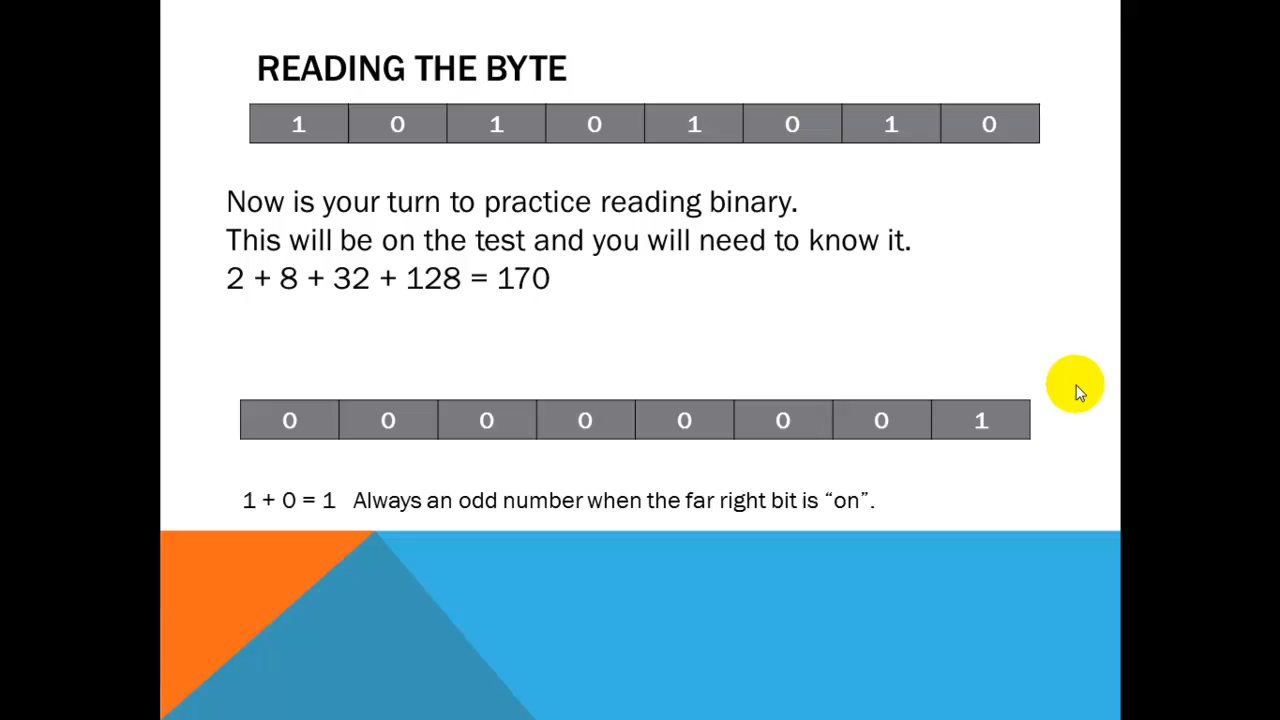 READING THE BYTE
1 0 1 0 1 0 1 0
Now is your turn to practice reading binary.
This will be on the test and you will need to know it.
2 + 8 + 32 + 128 = 170
0 0 0 0 0 0 0 1
1 + 0 = 1 Always an odd number when the far right bit is “on”.